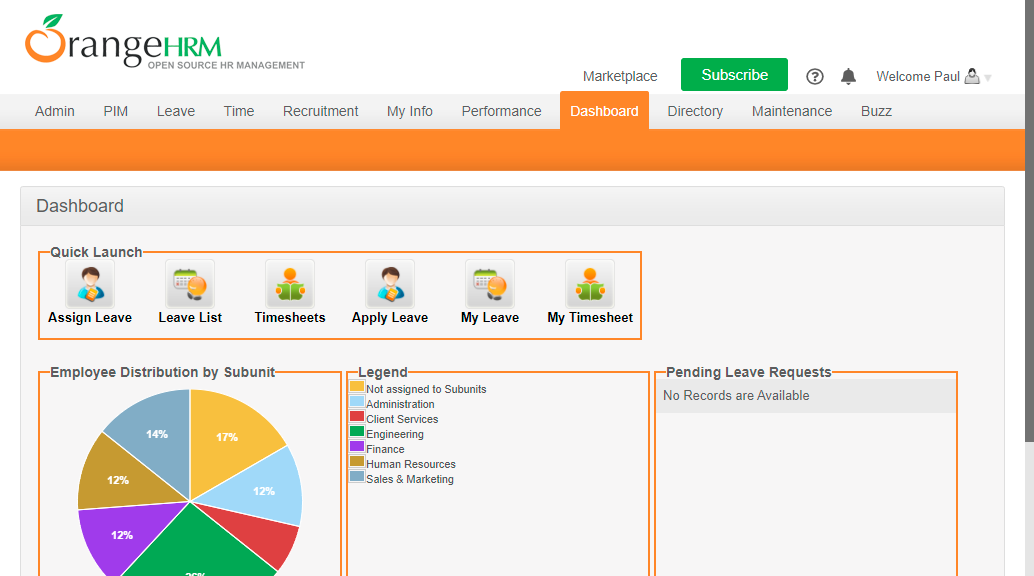 OrangeHRM
OPEN SOURCE HR MANAGEMENT
Marketplace
Subscribe
Welcome Paul
Admin PIM Leave Time Recruitment My Info Performance Dashboard Directory Maintenance Buzz
Dashboard
Quick Launch
Assign Leave Leave List Timesheets Apply Leave My Leave My Timesheet
Employee Distribution by Subunit
17%
14%
12%
12%
12%
Legend
Not assigned to Subunits
Administration
Client Services
Engineering
Finance
Human Resources
Sales & Marketing
Pending Leave Requests
No Records are Available